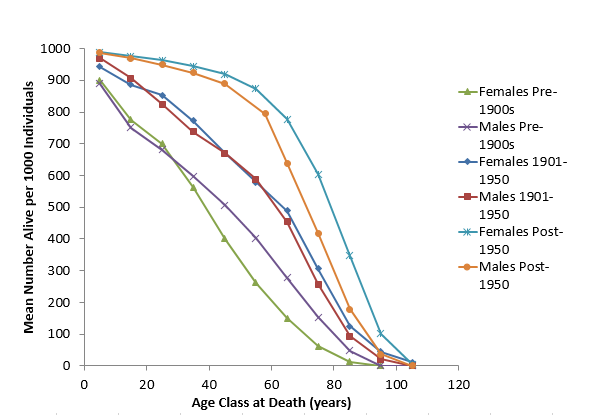 1000
900
800
700
600
500
400
300
200
100
0
Mean Number Alive per 1000 Individuals
0 20 40 60 80 100 120
Age Class at Death (years)
Females Pre-
1900s
Males Pre-
1900s
Females 1901-
1950
Males 1901-
1950
Females Post-
1950
Males Post-
1950